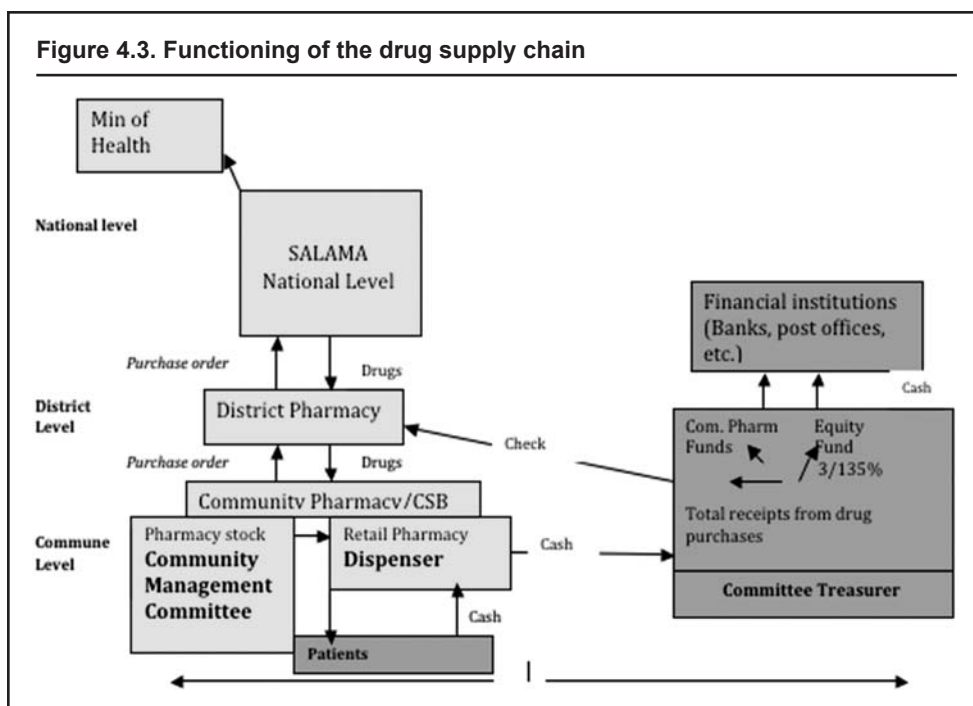 Figure 4.3. Functioning of the drug supply chain
Min of
Health
National level
SALAMA
National Level
Financial institutions
(Banks, post offices,
etc.)
Purchase order
Drugs
Cash
District
Level
District Pharmacy
Check
Com. Pharm
Funds
Equity
Fund
3/135%
Purchase order
Drugs
Community Pharmacy/CSB
Total receipts from drug
purchases
Commune
Level
Pharmacy stock
Community
Management
Committee
Retail Pharmacy
Dispenser
Cash
Committee Treasurer
Cash
Patients